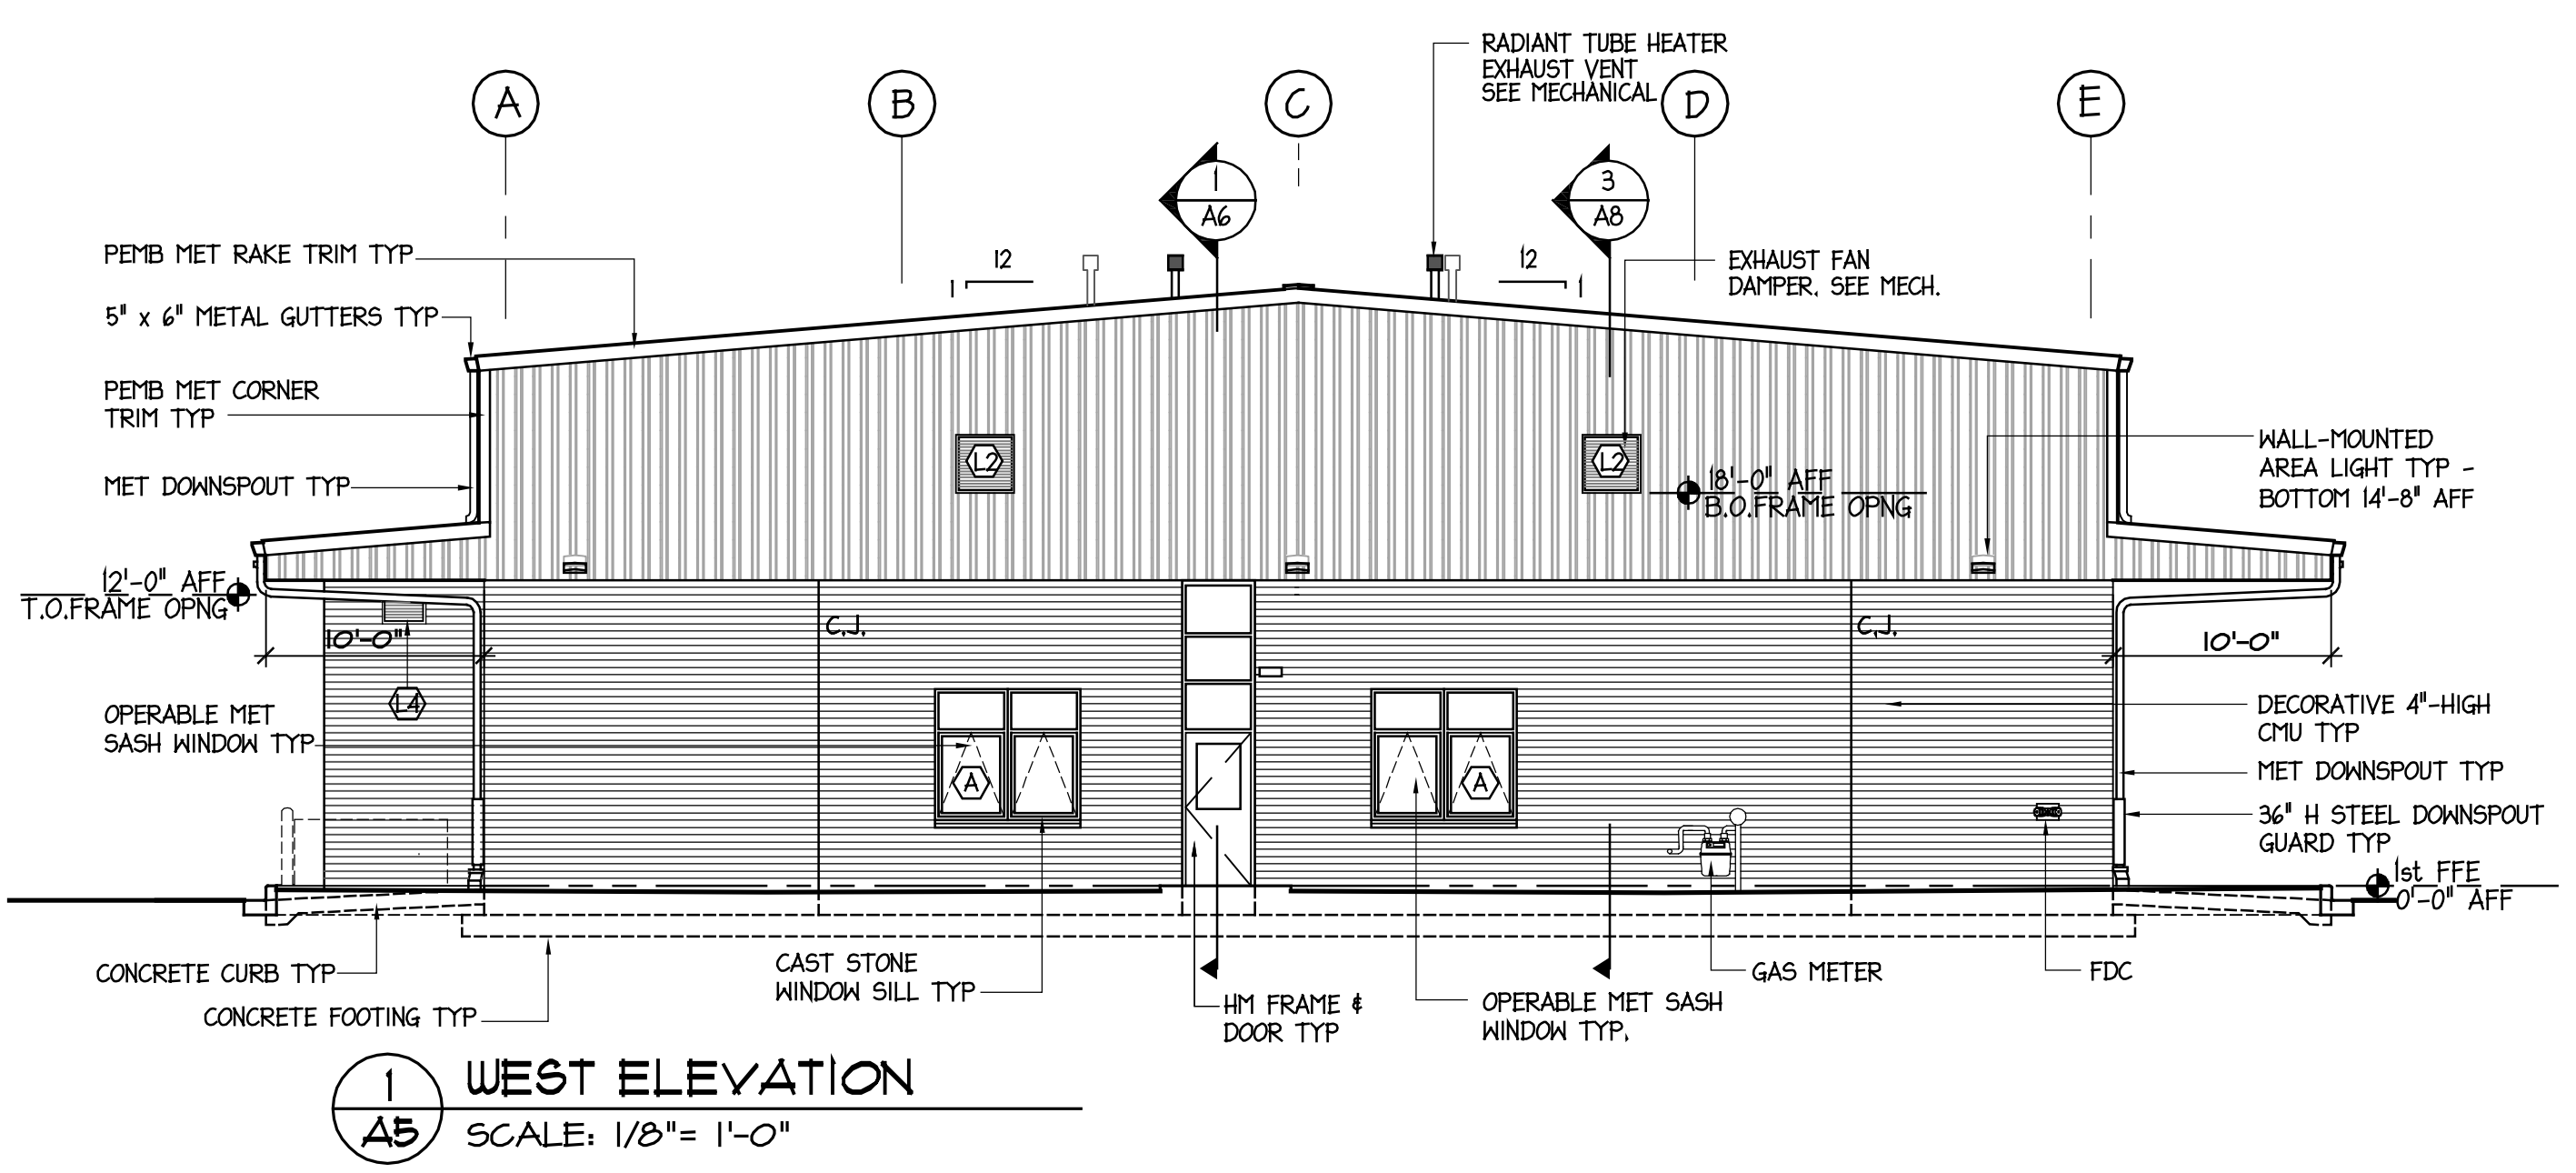 RADIANT TUBE HEATER
EXHAUST VENT
SEE MECHANICAL
A
B
C
D
E
1
A6
3
A8
PEMB MET RAKE TRIM TYP
12
1
12
1
EXHAUST FAN
DAMPER. SEE MECH.
5" x 6" METAL GUTTERS TYP
PEMB MET CORNER
TRIM TYP
L2
L2
WALL-MOUNTED
AREA LIGHT TYP -
BOTTOM 14'-8" AFF
MET DOWNSPOUT TYP
18'-0" AFF
B.O.FRAME OPNG
12'-0" AFF
T.O.FRAME OPNG
10'-0"
C.J.
C.J.
10'-0"
L4
OPERABLE MET
SASH WINDOW TYP
A
A
DECORATIVE 4"-HIGH
CMU TYP
MET DOWNSPOUT TYP
36" H STEEL DOWNSPOUT
GUARD TYP
1st FFE
0'-0" AFF
CONCRETE CURB TYP
CONCRETE FOOTING TYP
CAST STONE
WINDOW SILL TYP
HM FRAME &
DOOR TYP
OPERABLE MET SASH
WINDOW TYP.
GAS METER
FDC
1
A5
WEST ELEVATION
SCALE: 1/8"= 1'-0"